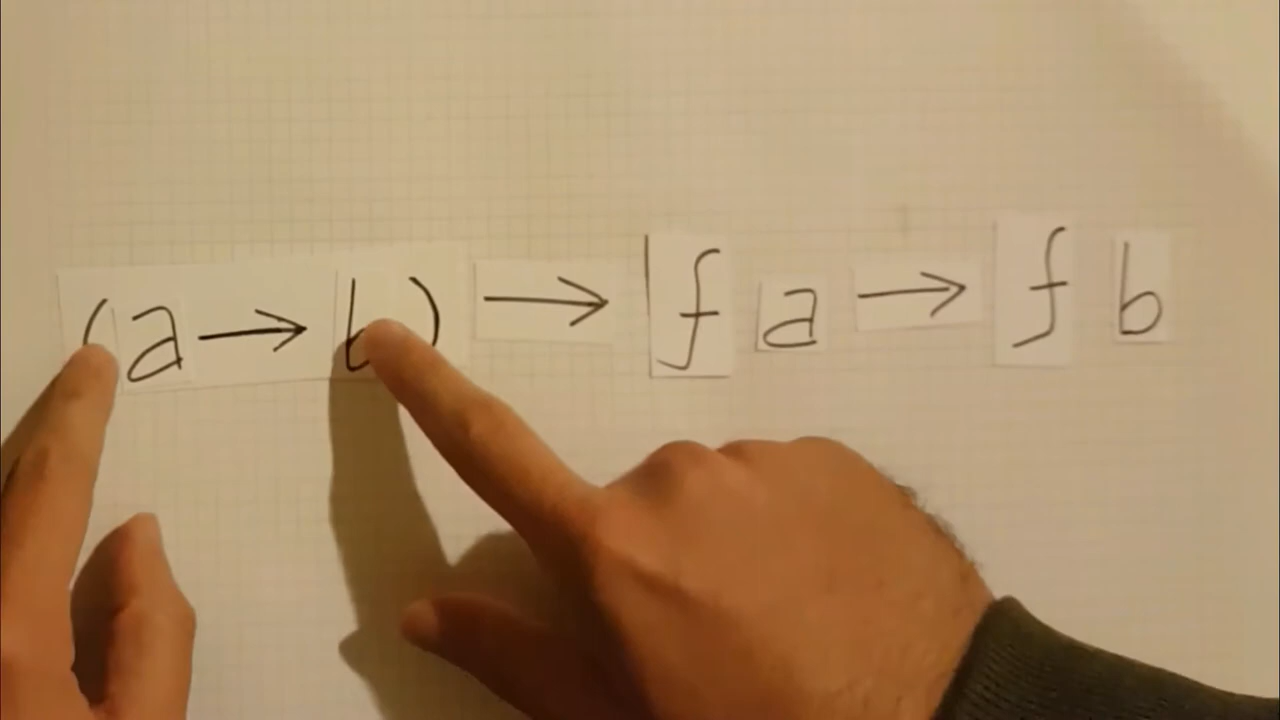 (a → b) → f a → f b